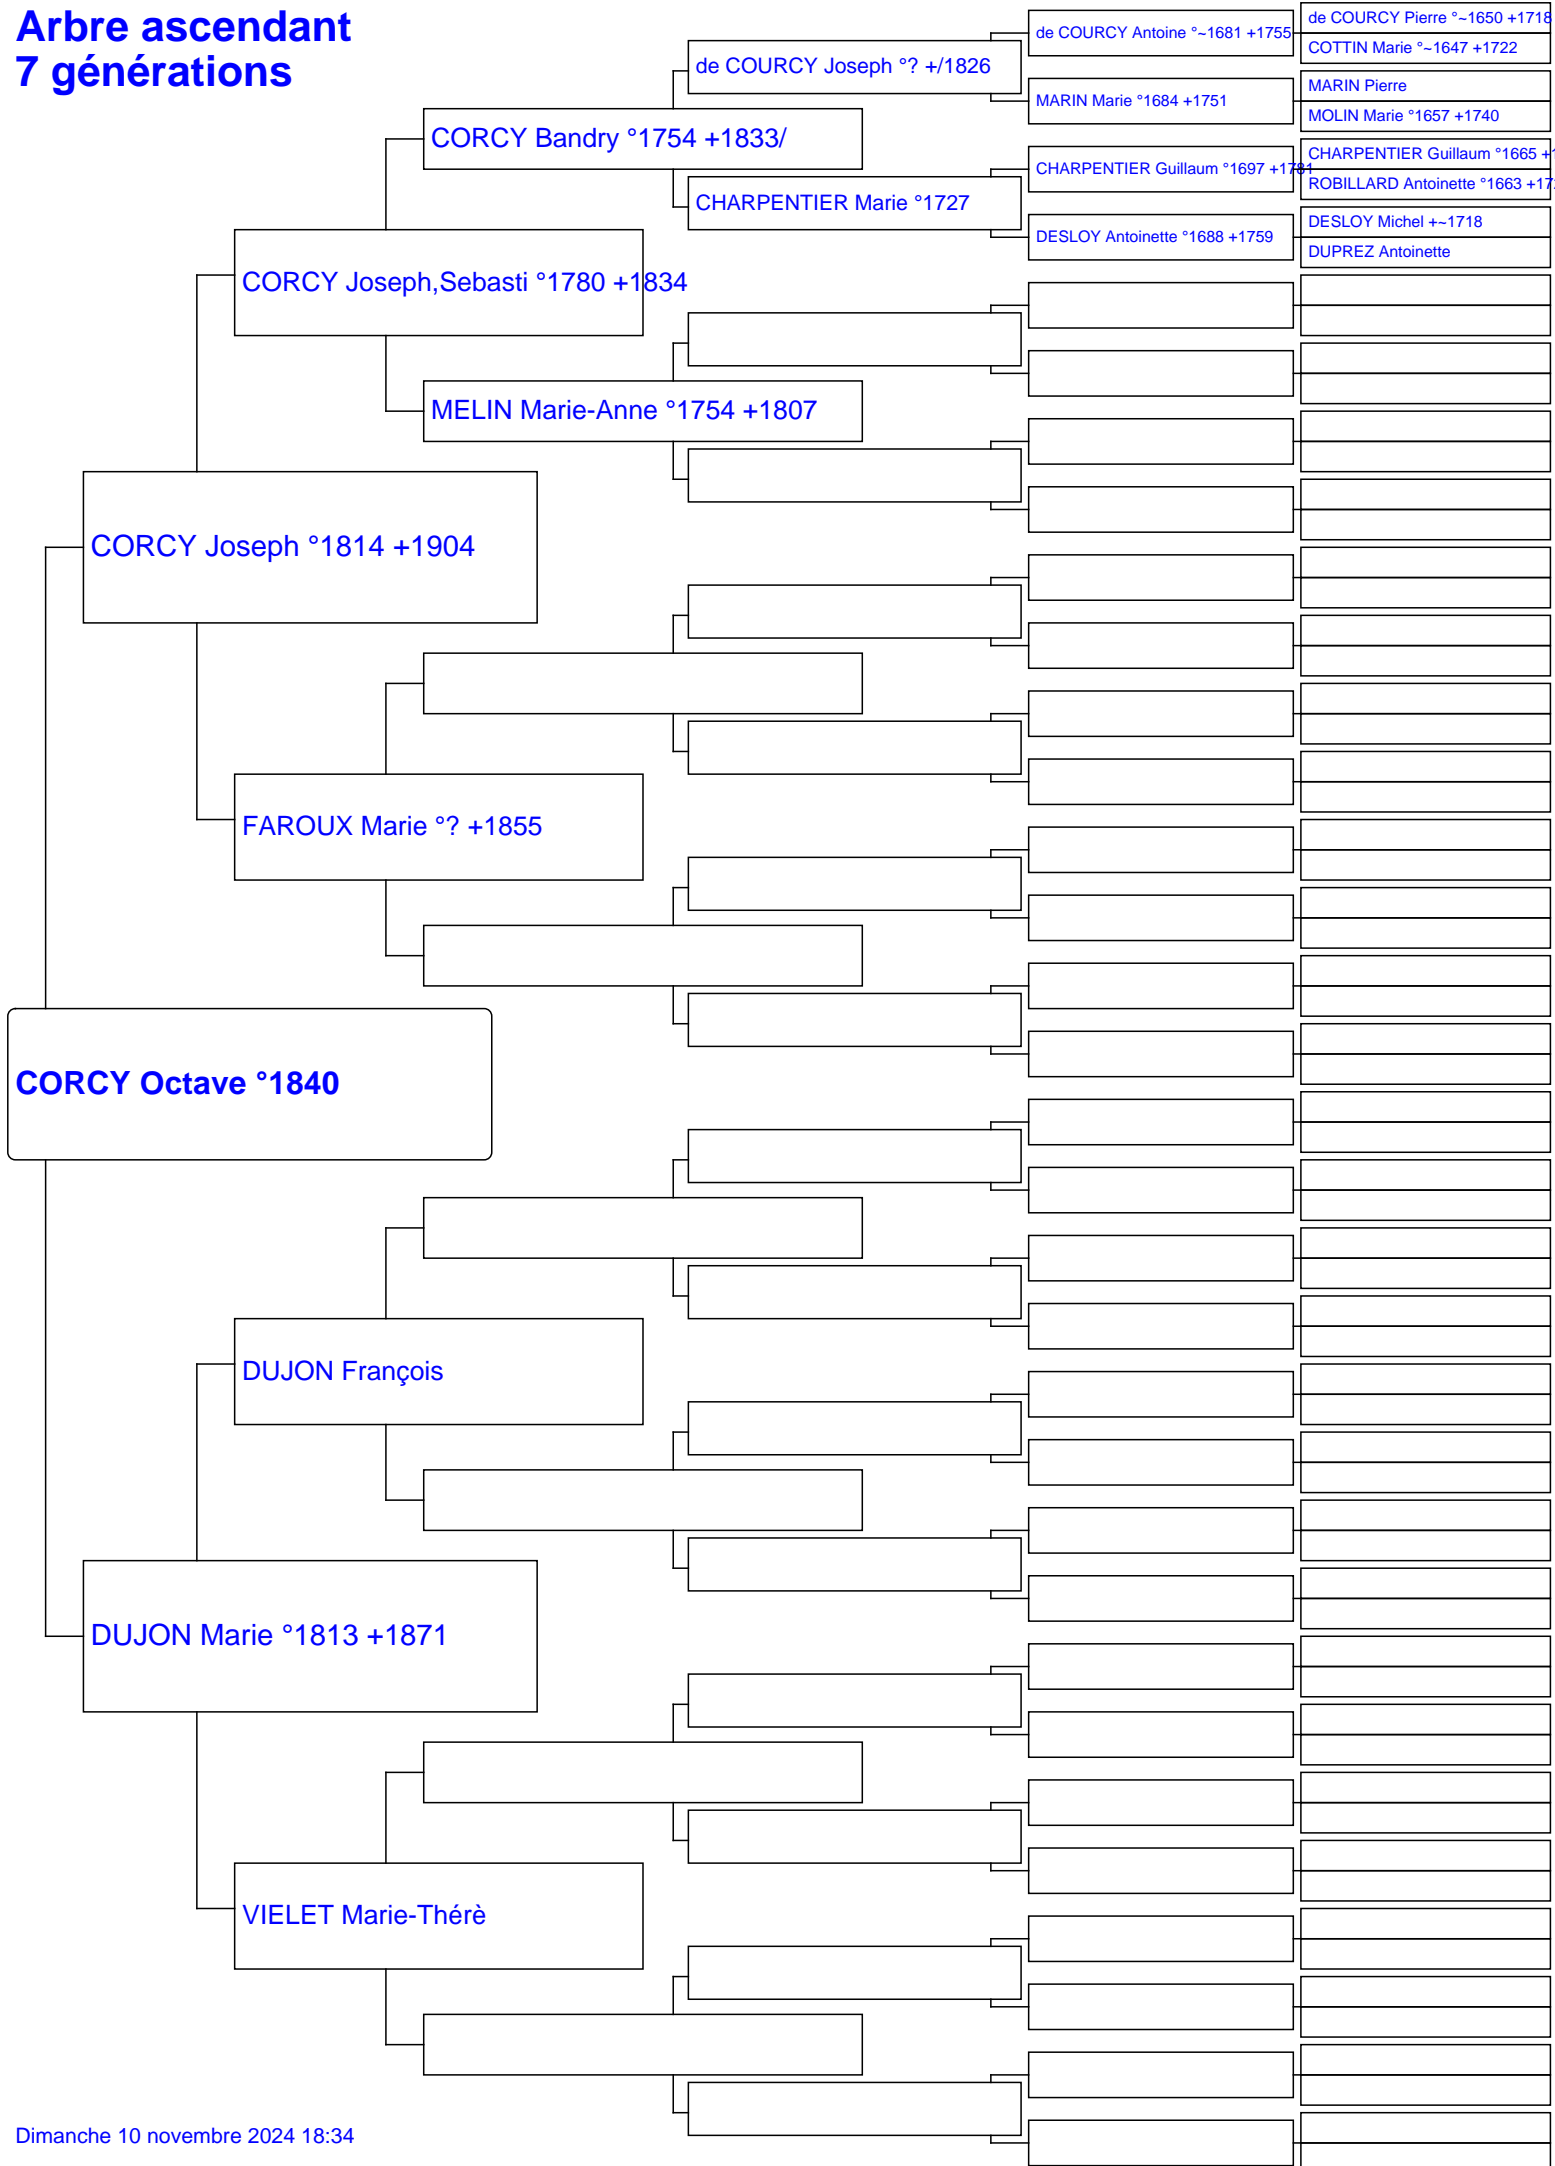 Arbre ascendant
7 générations
de COURCY Pierre °~1650 +1718
de COURCY Antoine °~1681 +1755
COTTIN Marie °~1647 +1722
de COURCY Joseph °? +/1826
MARIN Pierre
MARIN Marie °1684 +1751
MOLIN Marie °1657 +1740
CORCY Bandry °1754 +1833/
CHARPENTIER Guillaum °1665 +1
CHARPENTIER Guillaum °1697 +1781
ROBILLARD Antoinette °1663 +17
CHARPENTIER Marie °1727
DESLOY Michel +~1718
DESLOY Antoinette °1688 +1759
DUPREZ Antoinette
CORCY Joseph,Sebasti °1780 +1834
MELIN Marie-Anne °1754 +1807
CORCY Joseph °1814 +1904
FAROUX Marie °? +1855
CORCY Octave °1840
DUJON François
DUJON Marie °1813 +1871
VIELET Marie-Thérè
Dimanche 10 novembre 2024 18:34